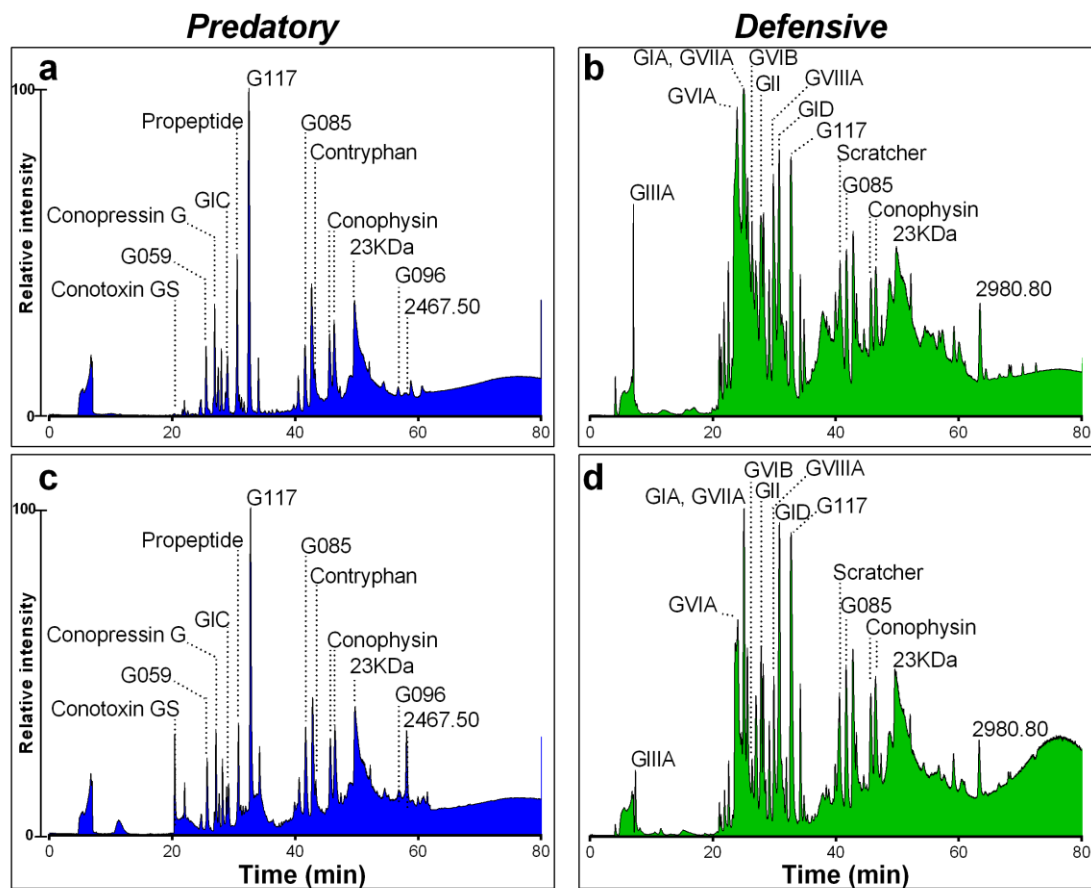 Predatory
Defensive
a
100
Relative intensity
0
G117
Propeptide
G085
Contryphan
GIC
Conopressin G
G059
Conotoxin GS
Conophysin
23KDa
G096
2467.50
0
20
40
60
80
b
GIA, GVIIA
GVIB
GII
GVIIIA
GVIA
GID
G117
Scratcher
G085
GIIIA
Conophysin
23KDa
2980.80
0
20
40
60
80
c
100
Relative intensity
0
G117
Propeptide
G085
Contryphan
GIC
Conopressin G
G059
Conotoxin GS
Conophysin
23KDa
G096
2467.50
0
20
40
60
80
Time (min)
d
GVIB
GVIIIA
GIA, GVIIA
GII
GID
G117
GVIA
Scratcher
G085
Conophysin
23KDa
GIIIA
2980.80
0
20
40
60
80
Time (min)